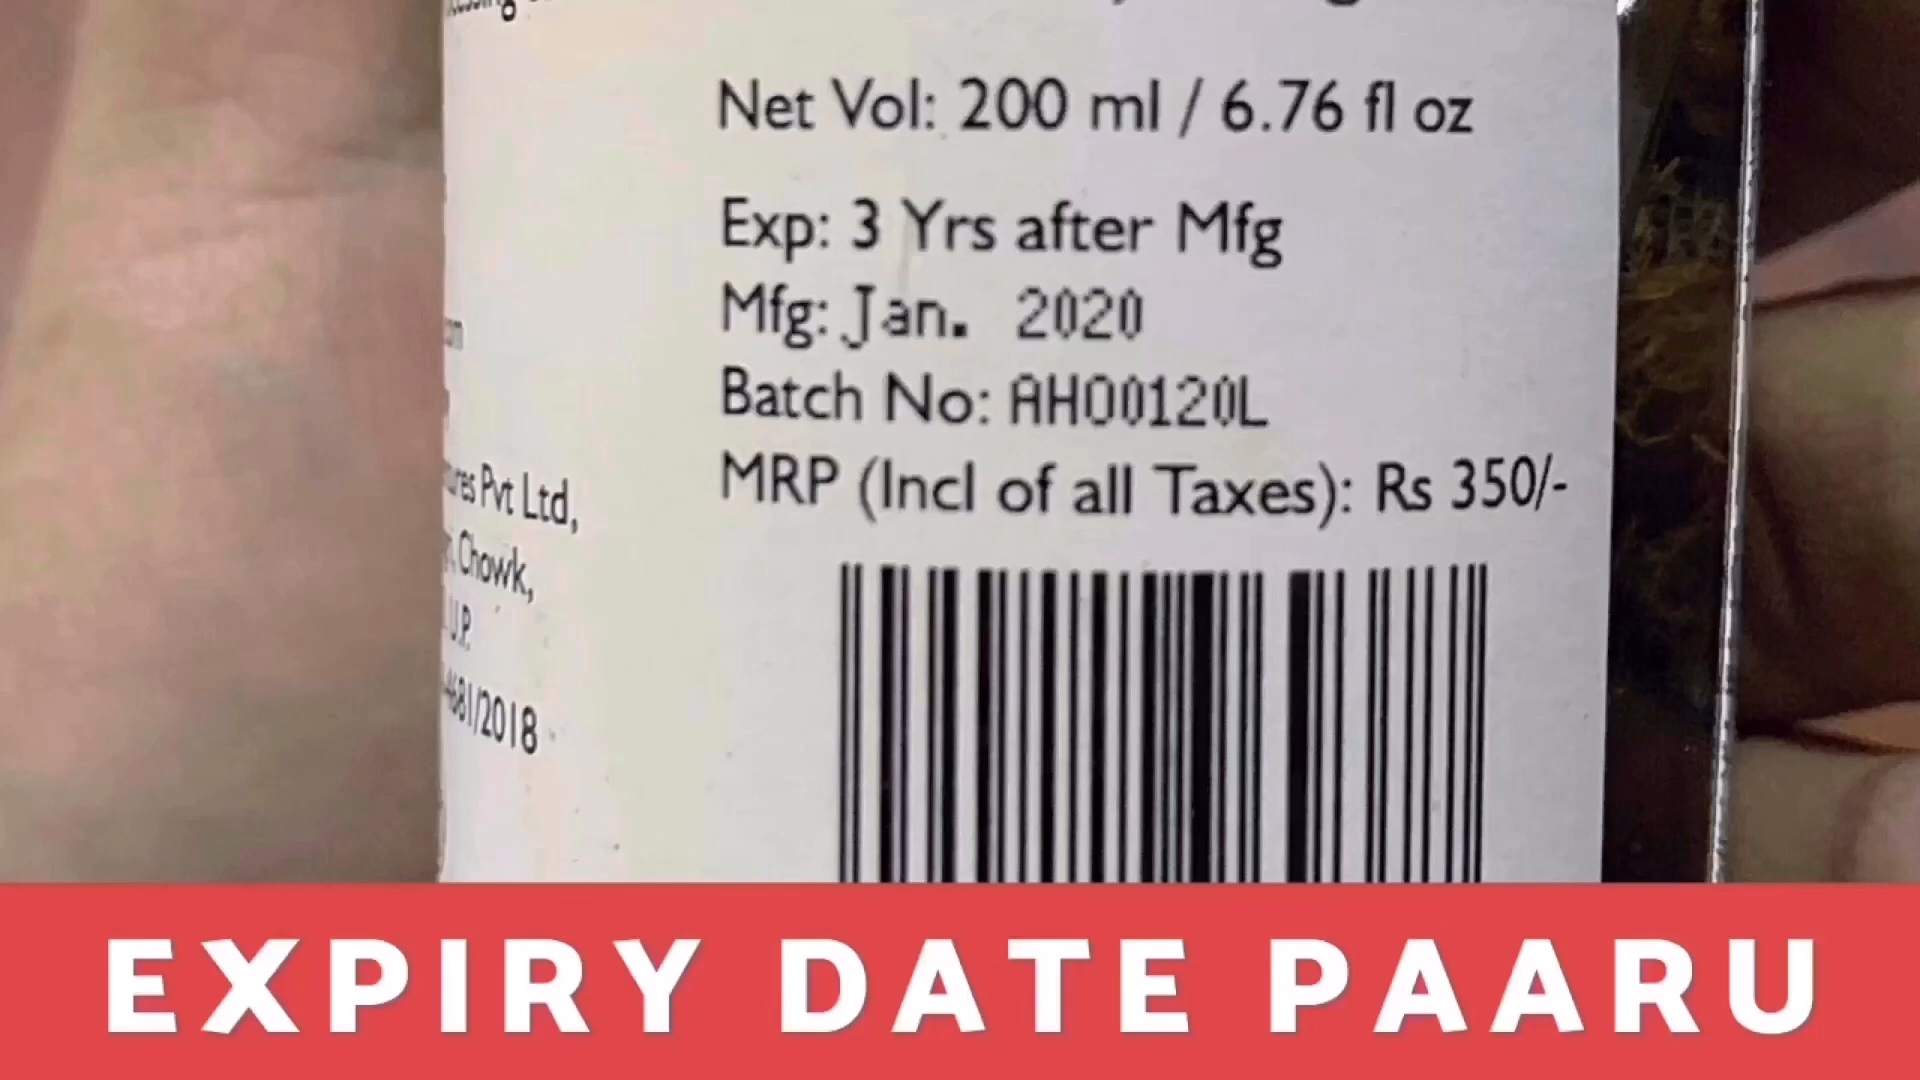 Net Vol: 200 ml / 6.76 fl oz
Exp: 3 Yrs after Mfg
Mfg: Jan. 2020
Batch No: AH00120L
MRP (Incl of all Taxes): Rs 350/-
Pvt Ltd,
Chowk,
U.P.
4681/2018
EXPIRY DATE PAARU